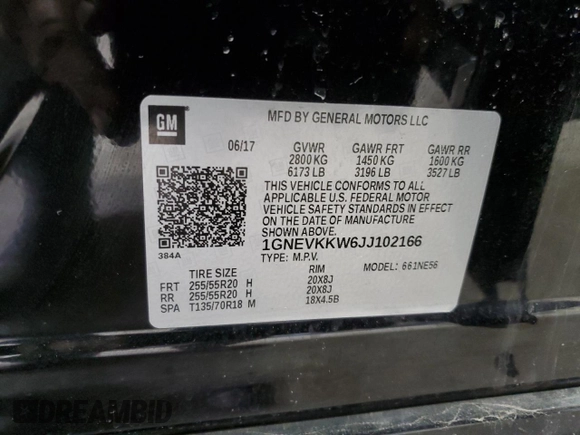 GM
MFD BY GENERAL MOTORS LLC
06/17 GVWR GAWR FRT GAWR RR
2800 KG 1450 KG 1600 KG
6173 LB 3196 LB 3527 LB
THIS VEHICLE CONFORMS TO ALL
APPLICABLE U.S. FEDERAL MOTOR
VEHICLE SAFETY STANDARDS IN EFFECT
ON THE DATE OF MANUFACTURE
SHOWN ABOVE.
1GNEVKKW6JJ102166
384A
TYPE: M.P.V. MODEL: 661NE56
TIRE SIZE RIM
FRT 255/55R20 H 20X8J
RR 255/55R20 H 20X8J
SPA T135/70R18 M 18X4.5B
DREAMBID